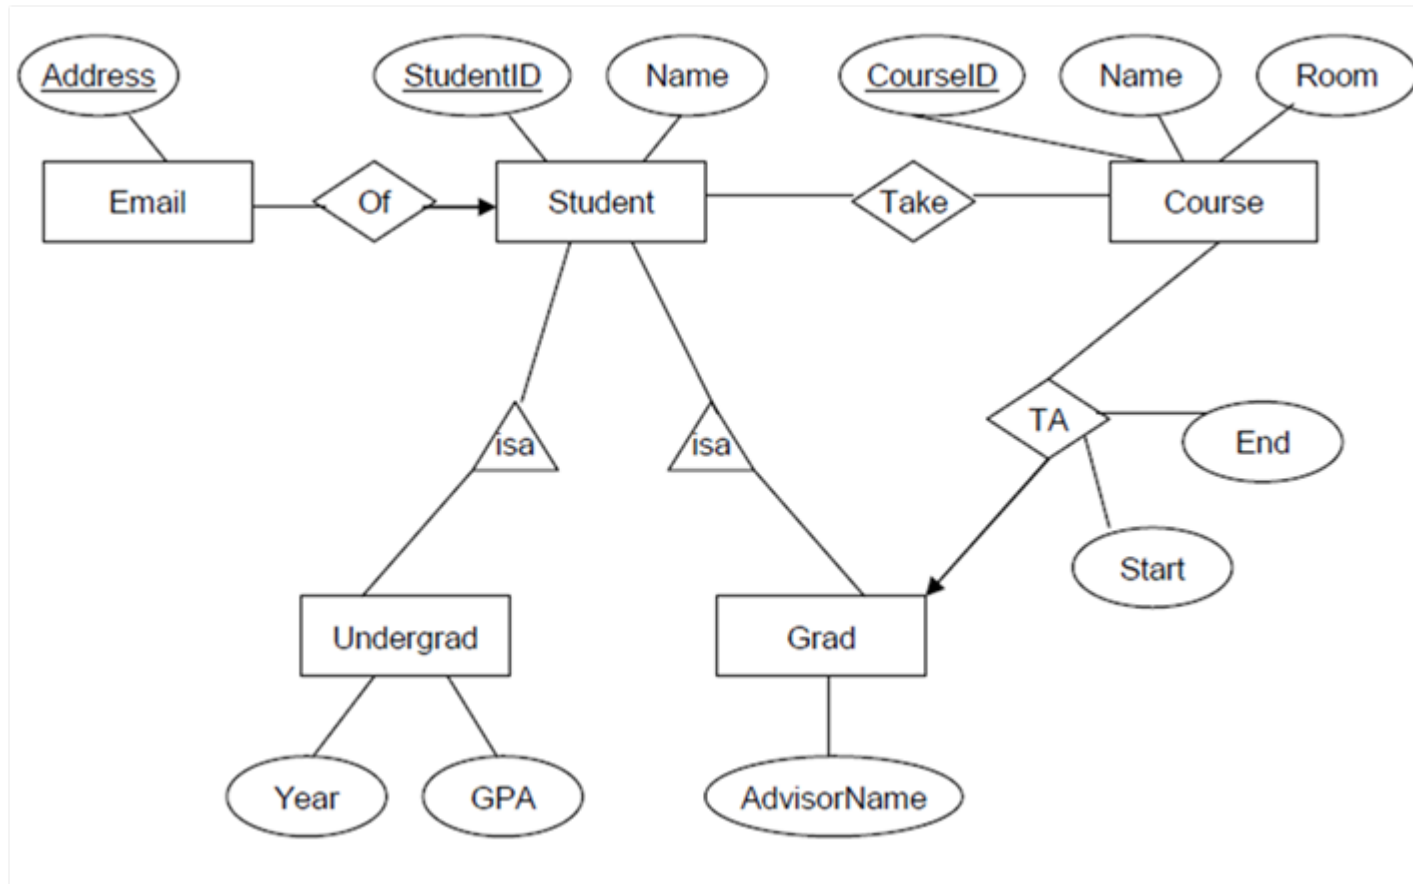 Address
StudentID
Name
CourseID
Name
Room
Email
Of
Student
Take
Course
TA
End
isa
isa
Start
Undergrad
Grad
Year
GPA
AdvisorName